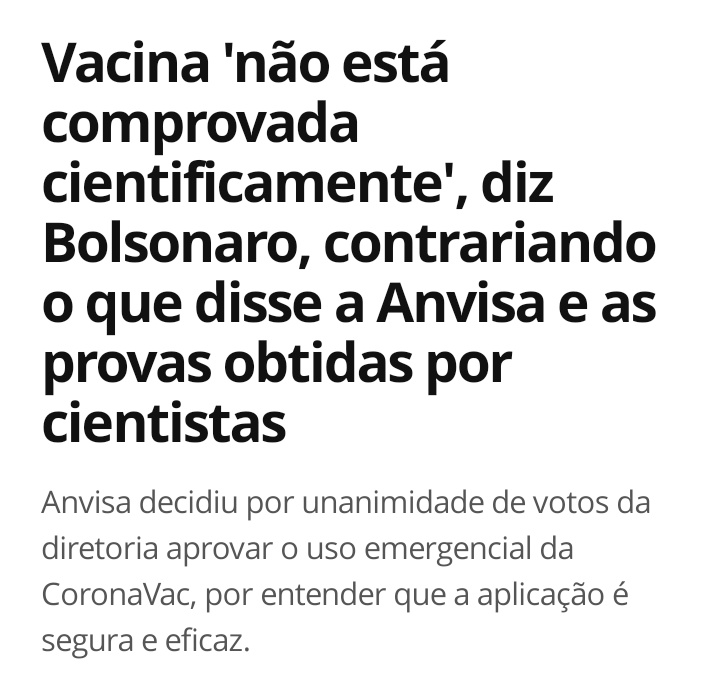 Vacina 'não está
comprovada
cientificamente', diz
Bolsonaro, contrariando
o que disse a Anvisa e as
provas obtidas por
cientistas
Anvisa decidiu por unanimidade de votos da
diretoria aprovar o uso emergencial da
CoronaVac, por entender que a aplicação é
segura e eficaz.